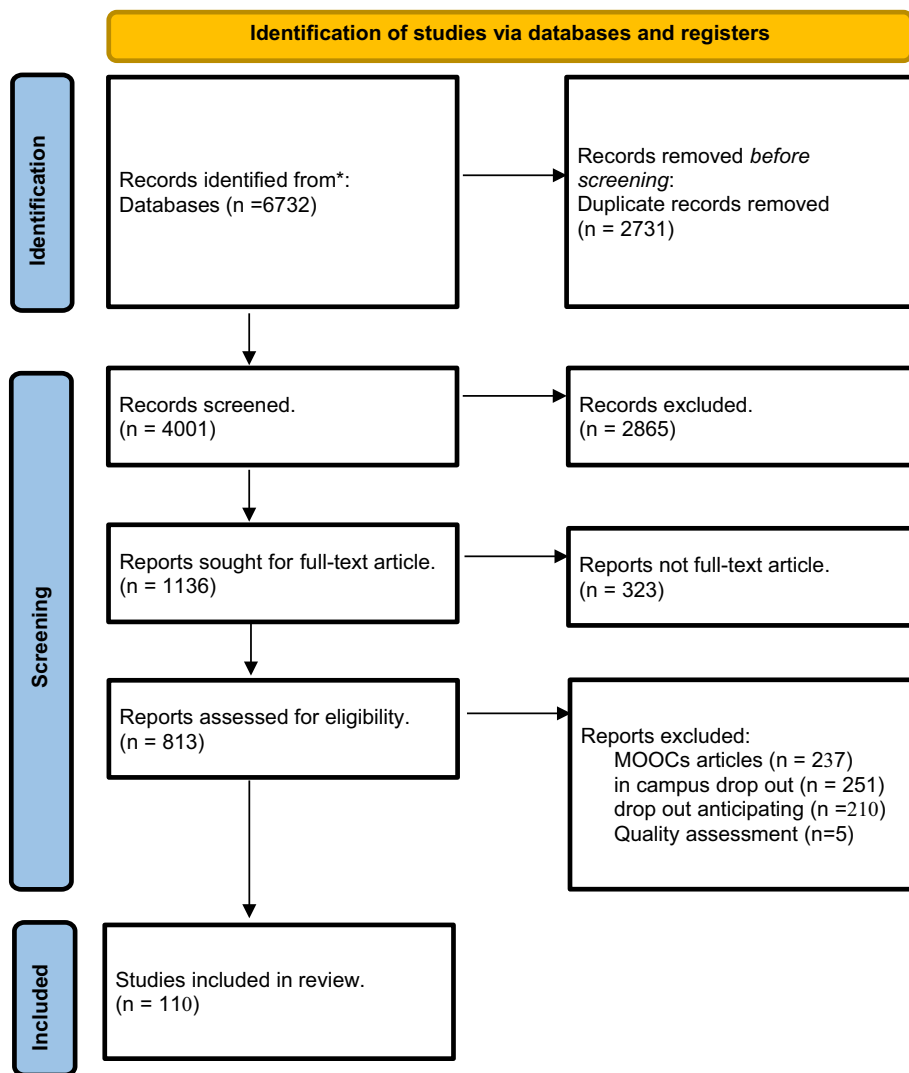 Identification of studies via databases and registers
Identification
Records identified from*:
Databases (n =6732)
Records removed before
screening:
Duplicate records removed
(n = 2731)
Screening
Records screened.
(n = 4001)
Records excluded.
(n = 2865)
Reports sought for full-text article.
(n = 1136)
Reports not full-text article.
(n = 323)
Reports assessed for eligibility.
(n = 813)
Reports excluded:
MOOCs articles (n = 237)
in campus drop out (n = 251)
drop out anticipating (n =210)
Quality assessment (n=5)
Included
Studies included in review.
(n = 110)